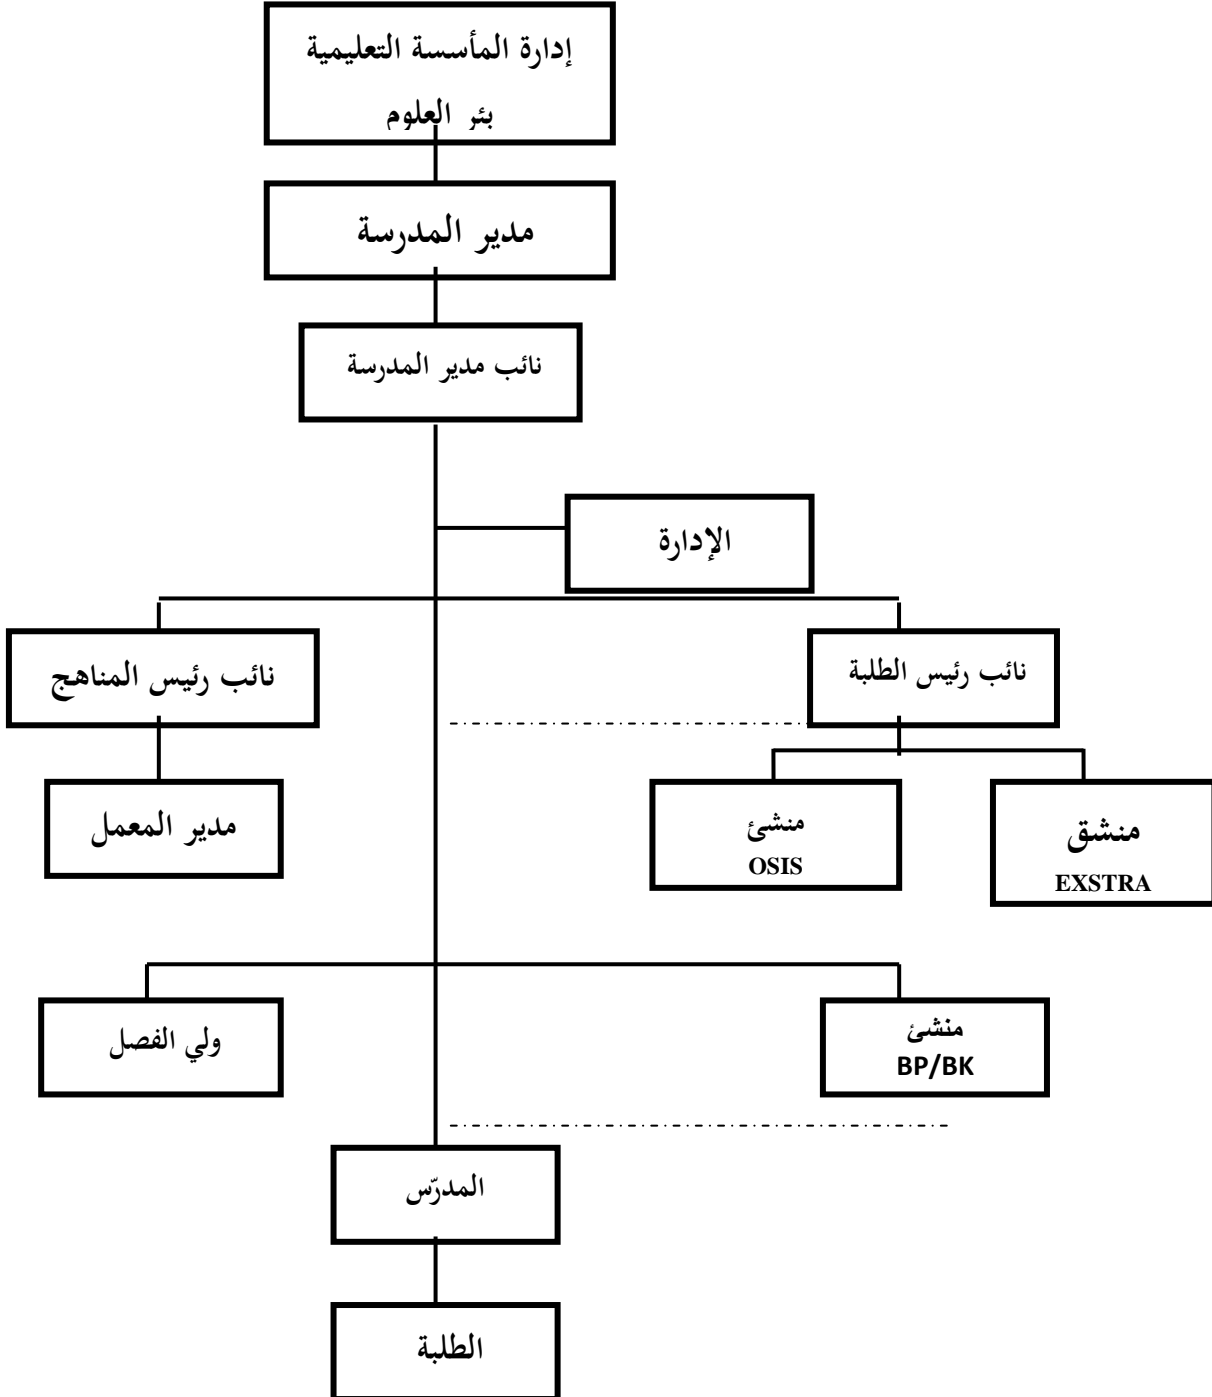 إدارة المأسسة التعليمية
بئر العلوم
مدير المدرسة
نائب مدير المدرسة
الإدارة
نائب رئيس المناهج
نائب رئيس الطلبة
مدير المعمل
منشئ
OSIS
منشق
EXSTRA
ولي الفصل
منشئ
BP/BK
المدرّس
الطلبة